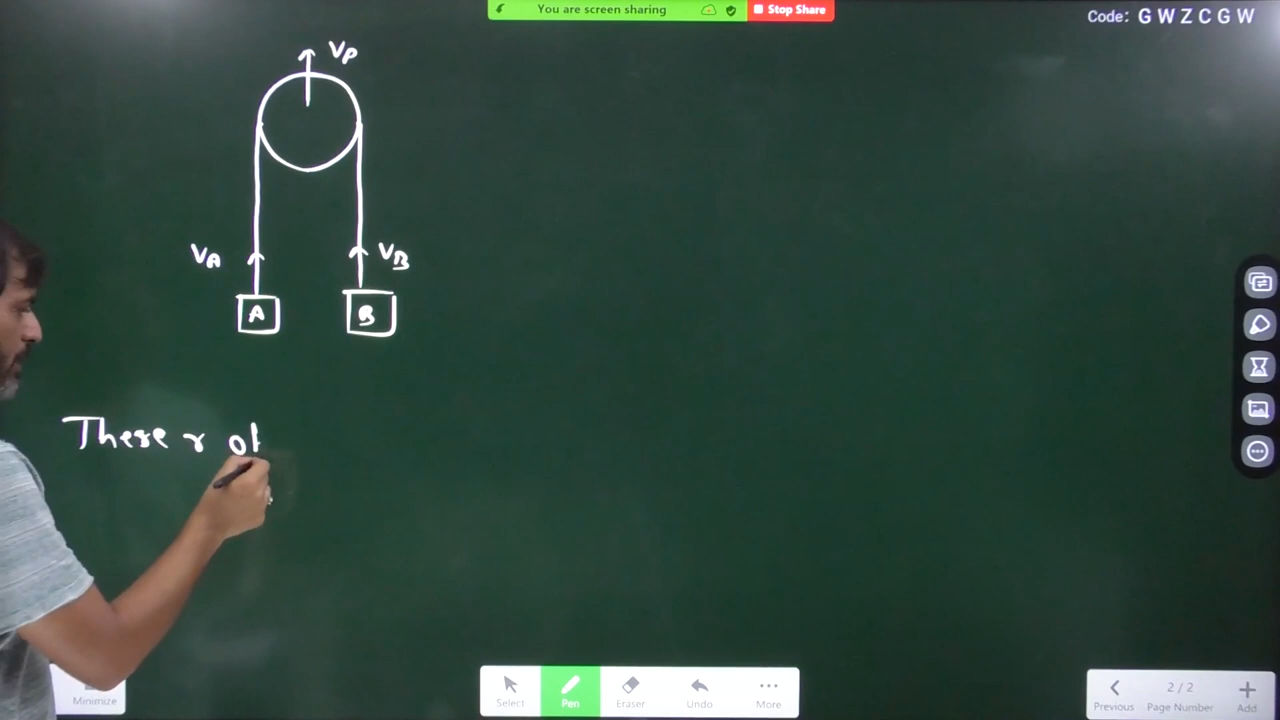 You are screen sharing
Stop Share
Code: G W Z C G W
VP
VA
VB
A
B
These r of
Minimize
Select
Pen
Eraser
Undo
More
Previous
2 / 2
Page Number
Add